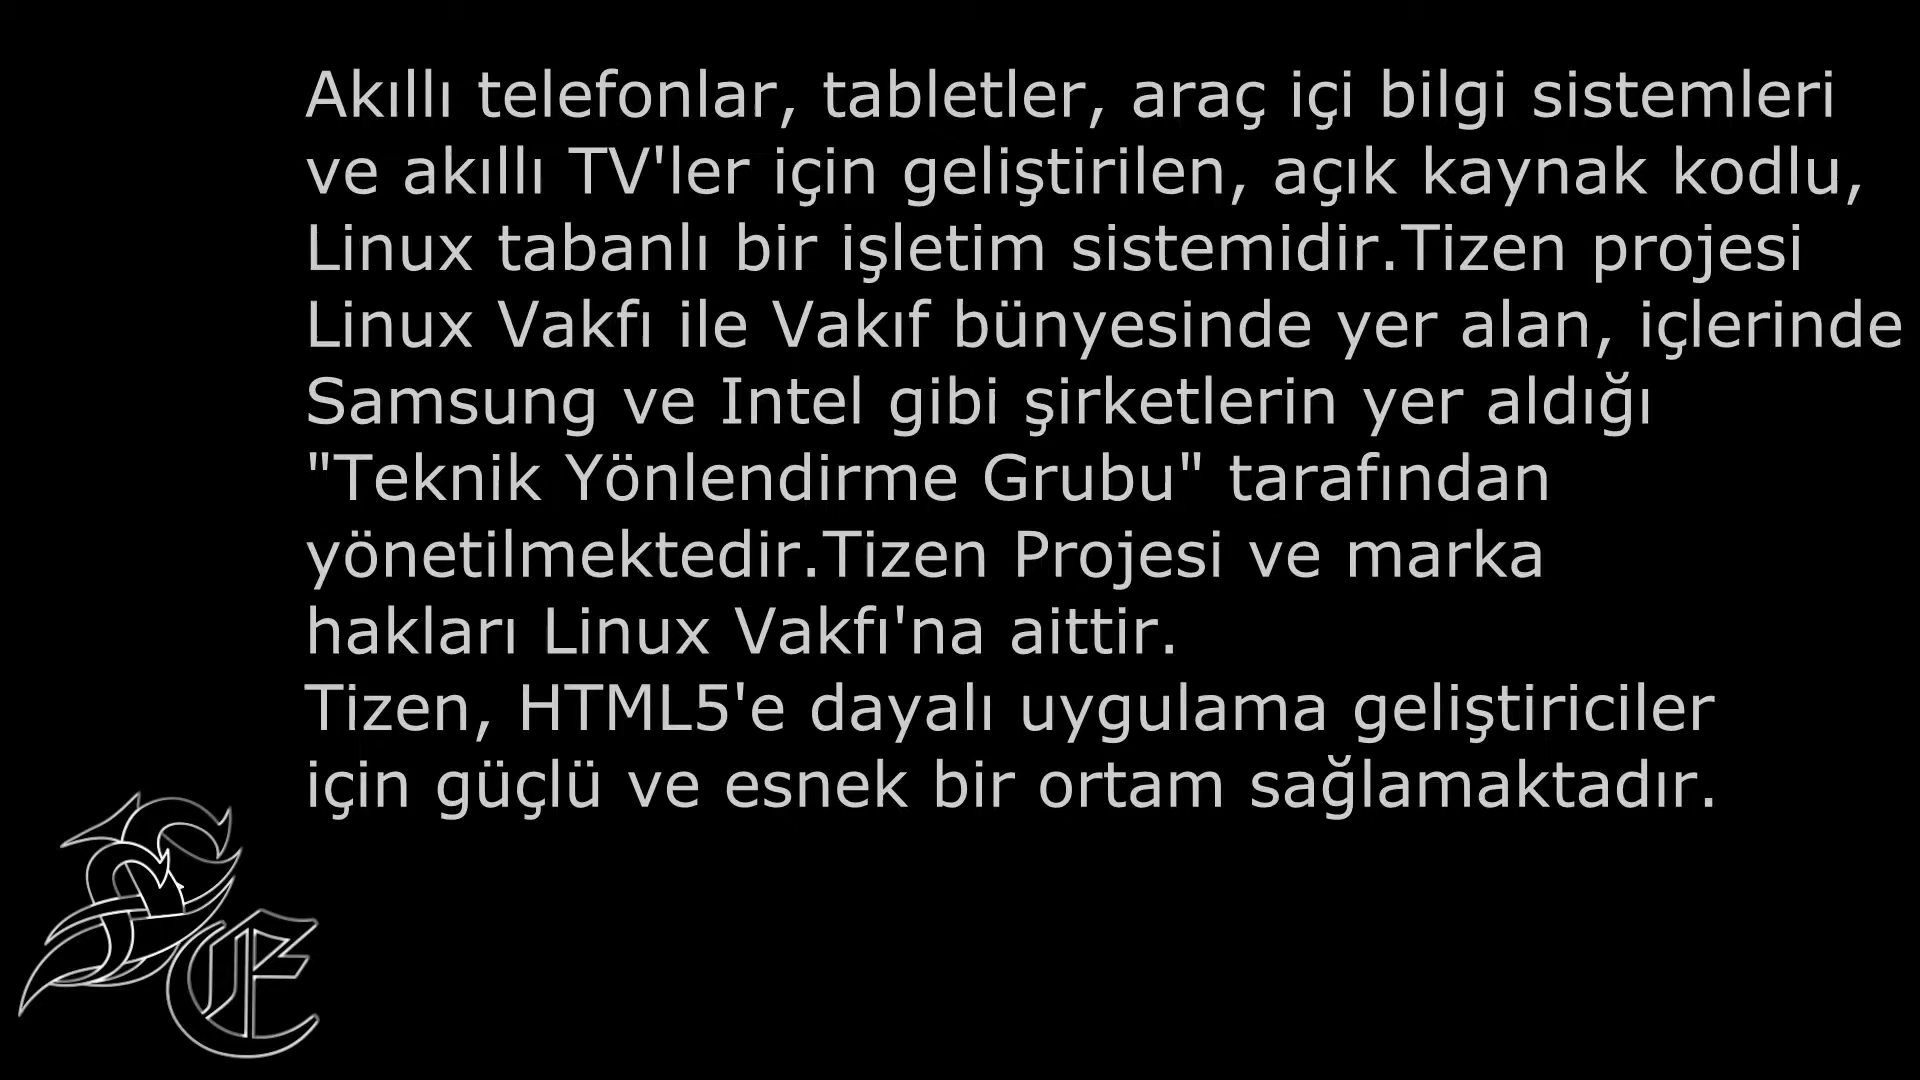 Akıllı telefonlar, tabletler, araç içi bilgi sistemleri
ve akıllı TV'ler için geliştirilen, açık kaynak kodlu,
Linux tabanlı bir işletim sistemidir.Tizen projesi
Linux Vakfı ile Vakıf bünyesinde yer alan, içlerinde
Samsung ve Intel gibi şirketlerin yer aldığı
"Teknik Yönlendirme Grubu" tarafından
yönetilmektedir.Tizen Projesi ve marka
hakları Linux Vakfı'na aittir.
Tizen, HTML5'e dayalı uygulama geliştiriciler
için güçlü ve esnek bir ortam sağlamaktadır.